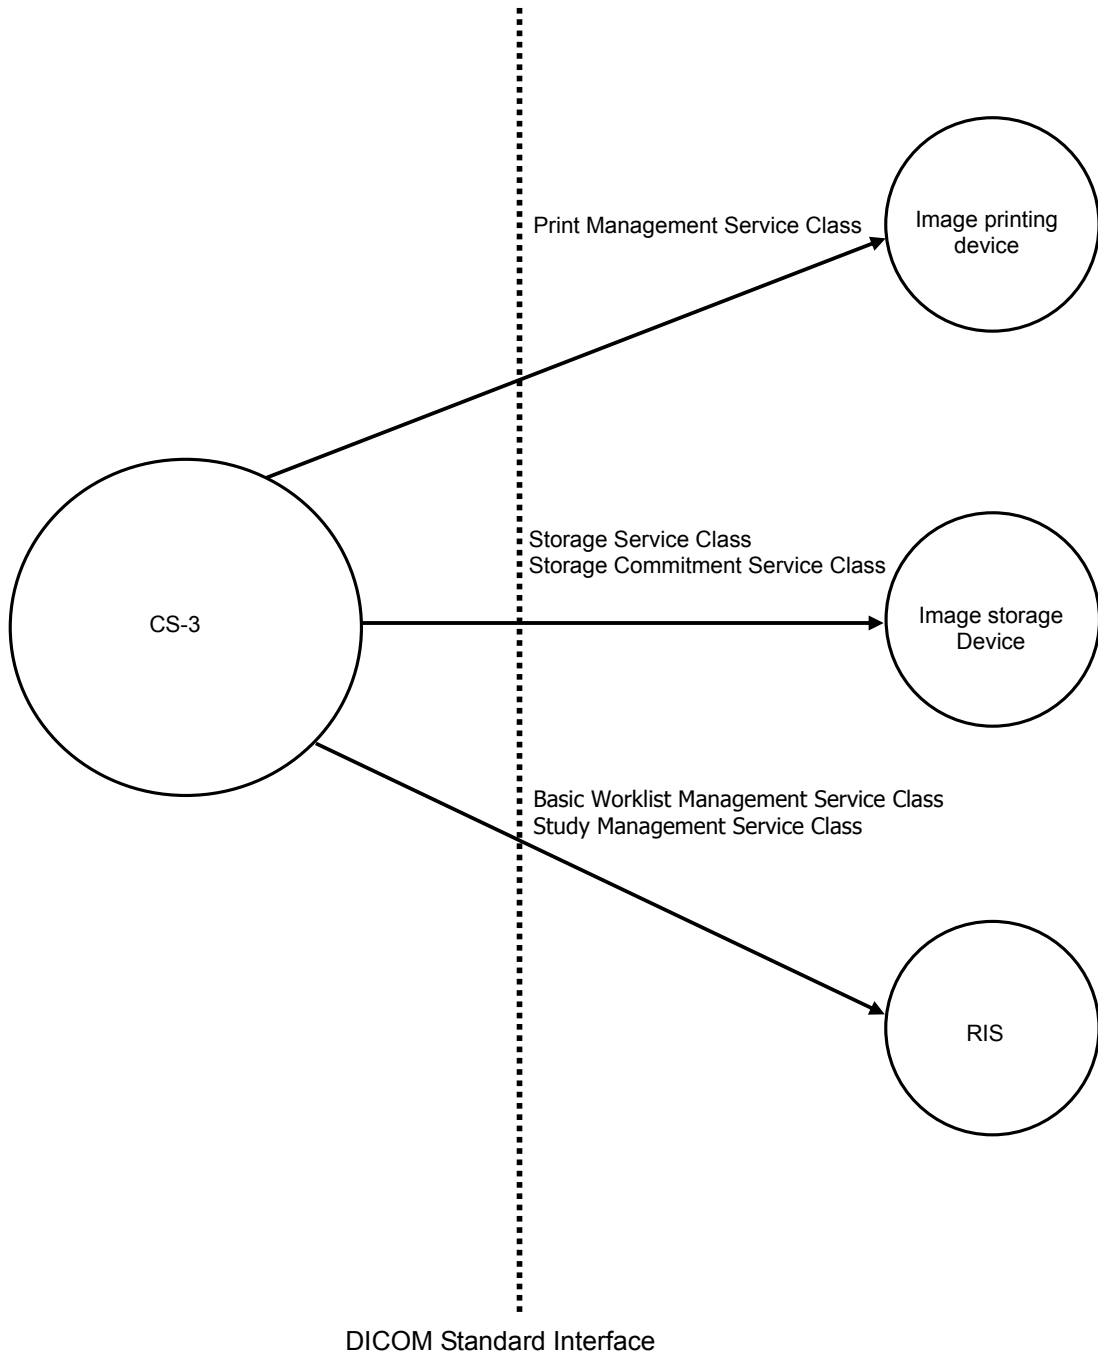 Print Management Service Class
Image printing
device
Storage Service Class
Storage Commitment Service Class
CS-3
Image storage
Device
Basic Worklist Management Service Class
Study Management Service Class
RIS
DICOM Standard Interface